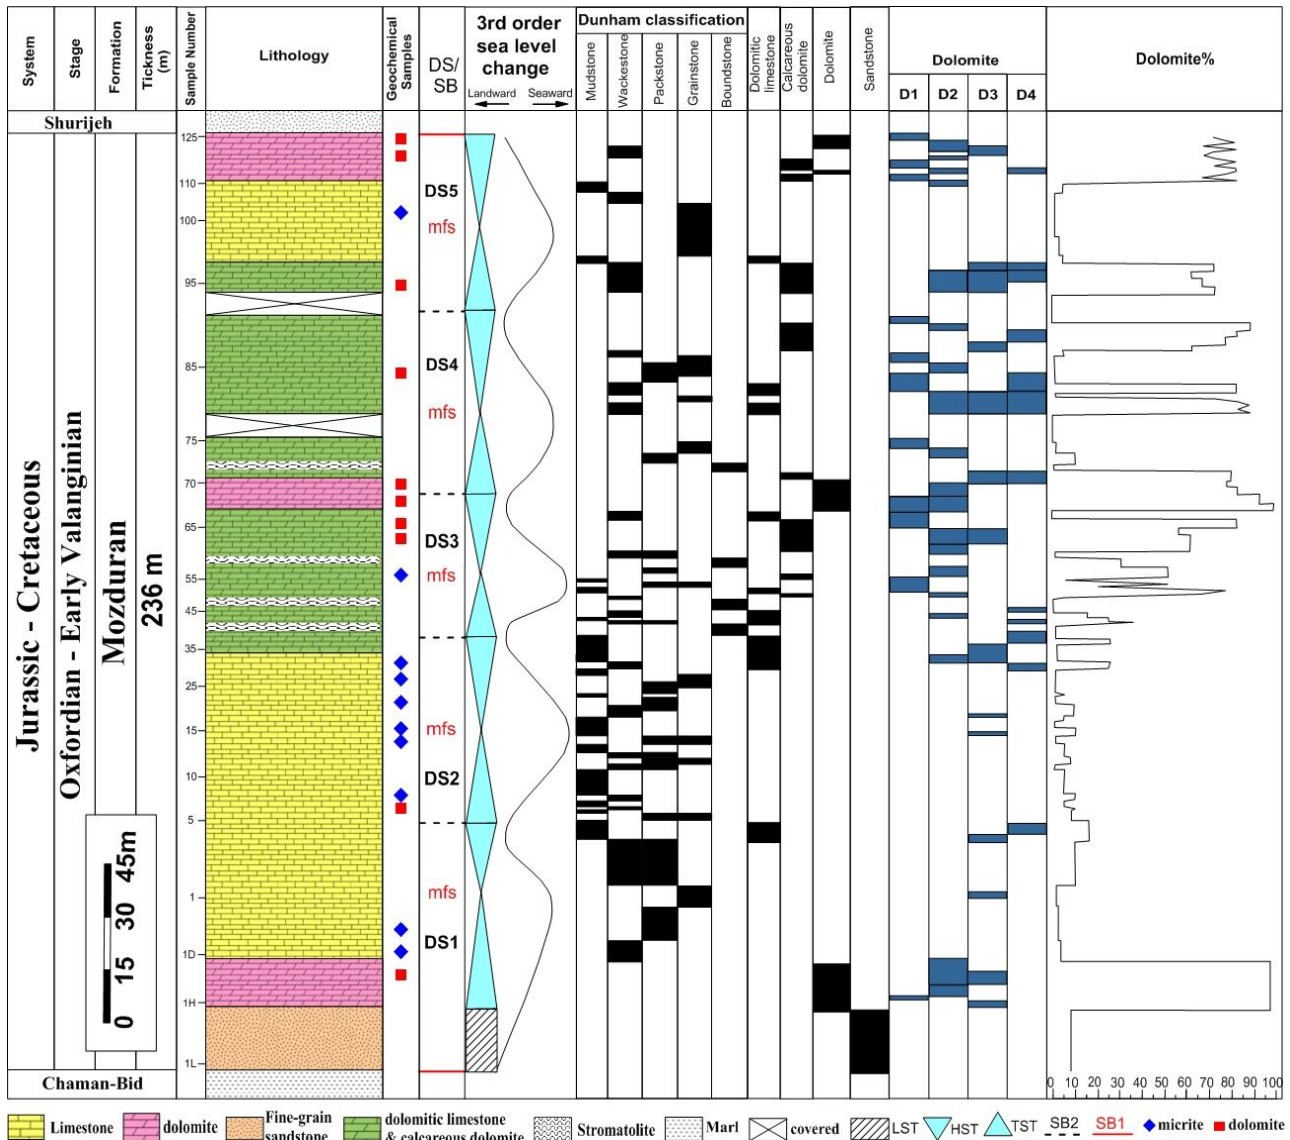 System
Stage
Formation
Tickness (m)
Sample Number
Lithology
Geochemical Samples
DS/
SB
3rd order
sea level
change
Landward
Seaward
Dunham classification
Mudstone
Wackestone
Packstone
Grainstone
Boundstone
Dolomitic limestone
Calcareous dolomite
Dolomite
Sandstone
Dolomite
D1 D2 D3 D4
Dolomite%
Shurijeh
Jurassic - Cretaceous
Oxfordian - Early Valanginian
Mozduran
236 m
125
110
100
95
85
75
70
65
55
45
35
25
15
10
5
1
1D
1H
1L
DS5
mfs
DS4
mfs
DS3
mfs
mfs
DS2
mfs
DS1
45m
30
15
0
Chaman-Bid
0 10 20 30 40 50 60 70 80 90 100
Limestone
dolomite
Fine-grain
sandstone
dolomitic limestone
& calcareous dolomite
Stromatolite
Marl
covered
LST
HST
TST
SB2
SB1
micrite
dolomite